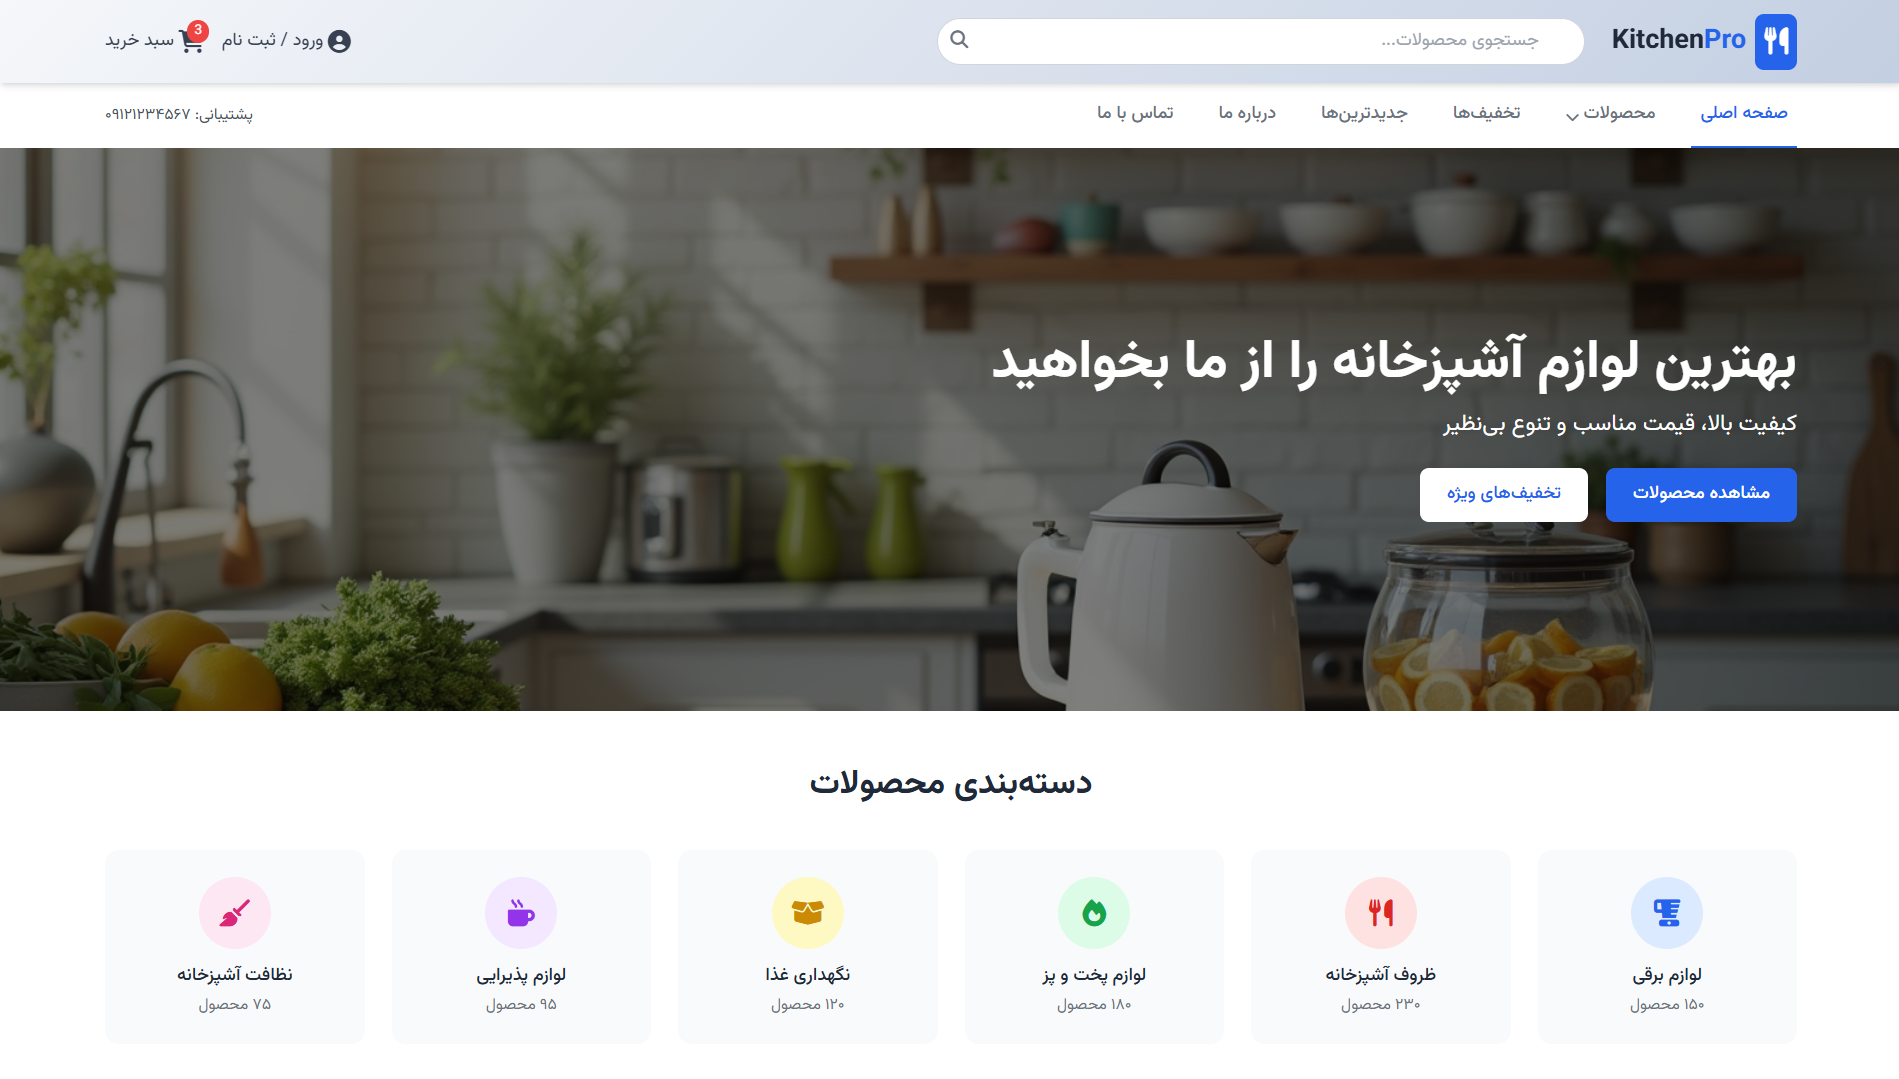 KitchenPro
جستجوی محصولات...
ورود / ثبت نام
3
سبد خرید
صفحه اصلی
محصولات
تخفیف‌ها
جدیدترین‌ها
درباره ما
تماس با ما
پشتیبانی: ۰۹۱۲۱۲۳۴۵۶۷
بهترین لوازم آشپزخانه را از ما بخواهید
کیفیت بالا، قیمت مناسب و تنوع بی‌نظیر
مشاهده محصولات
تخفیف‌های ویژه
دسته‌بندی محصولات
لوازم برقی
۱۵۰ محصول
ظروف آشپزخانه
۲۳۰ محصول
لوازم پخت و پز
۱۸۰ محصول
نگهداری غذا
۱۲۰ محصول
لوازم پذیرایی
۹۵ محصول
نظافت آشپزخانه
۷۵ محصول